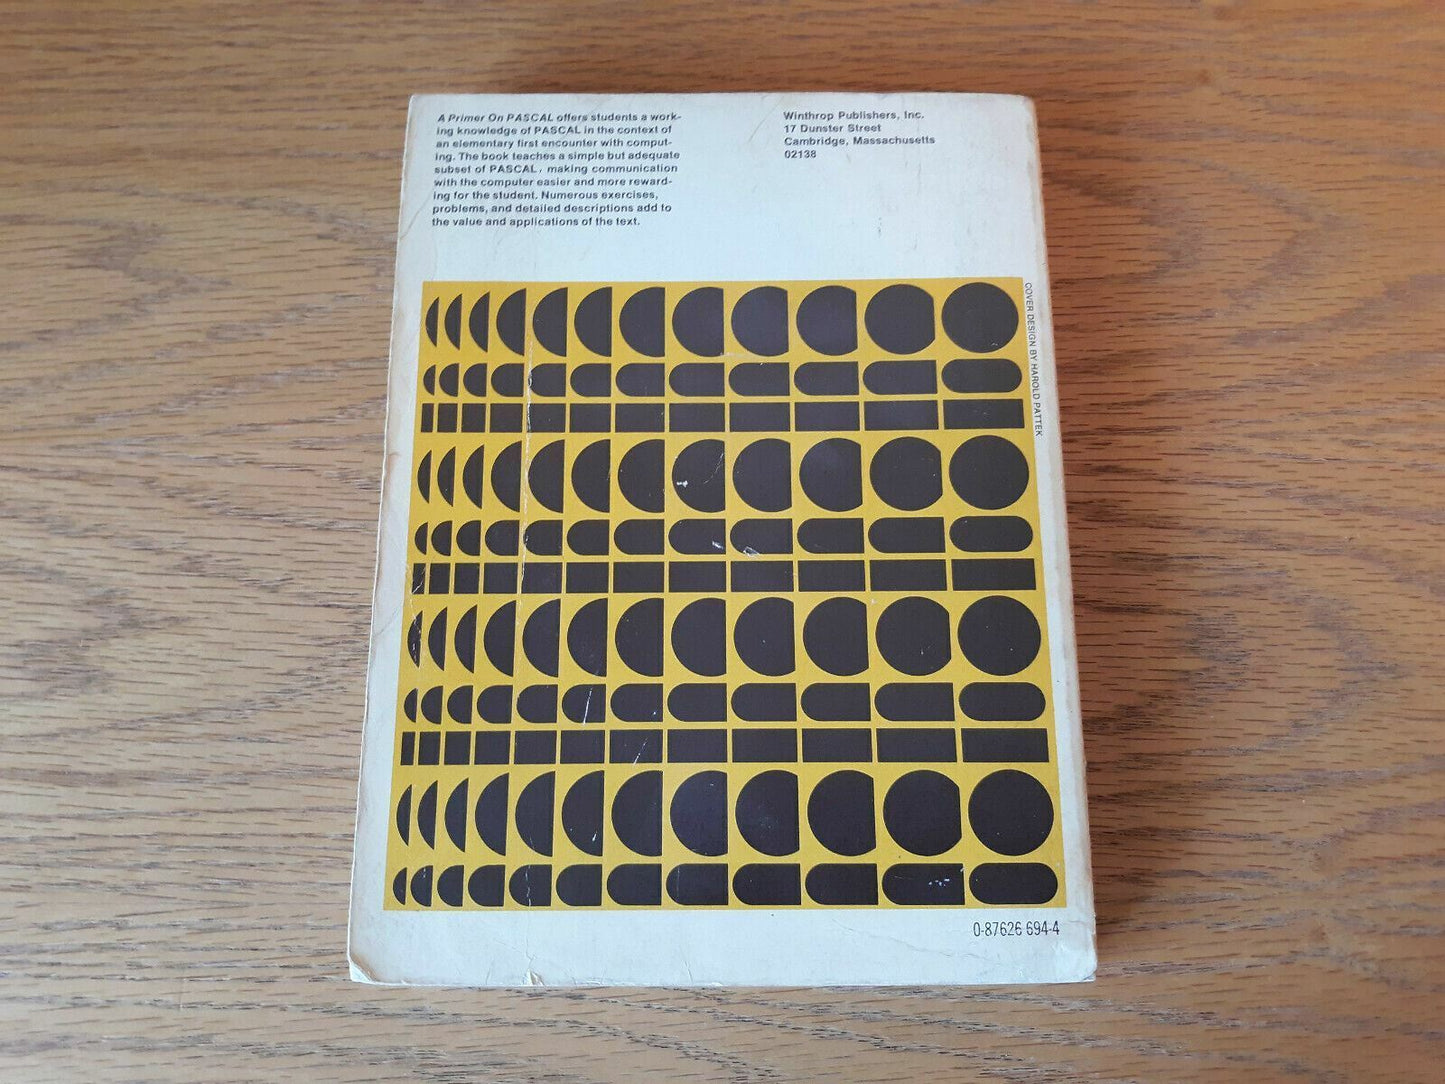 A Primer On PASCAL offers students a work-
ing knowledge of PASCAL in the context of
an elementary first encounter with comput-
ing. The book teaches a simple but adequate
subset of PASCAL, making communication
with the computer easier and more reward-
ing for the student. Numerous exercises,
problems, and detailed descriptions add to
the value and applications of the text.
Winthrop Publishers, Inc.
17 Dunster Street
Cambridge, Massachusetts
02138
COVER DESIGN BY HAROLD PATTEK
0-87626-694-4